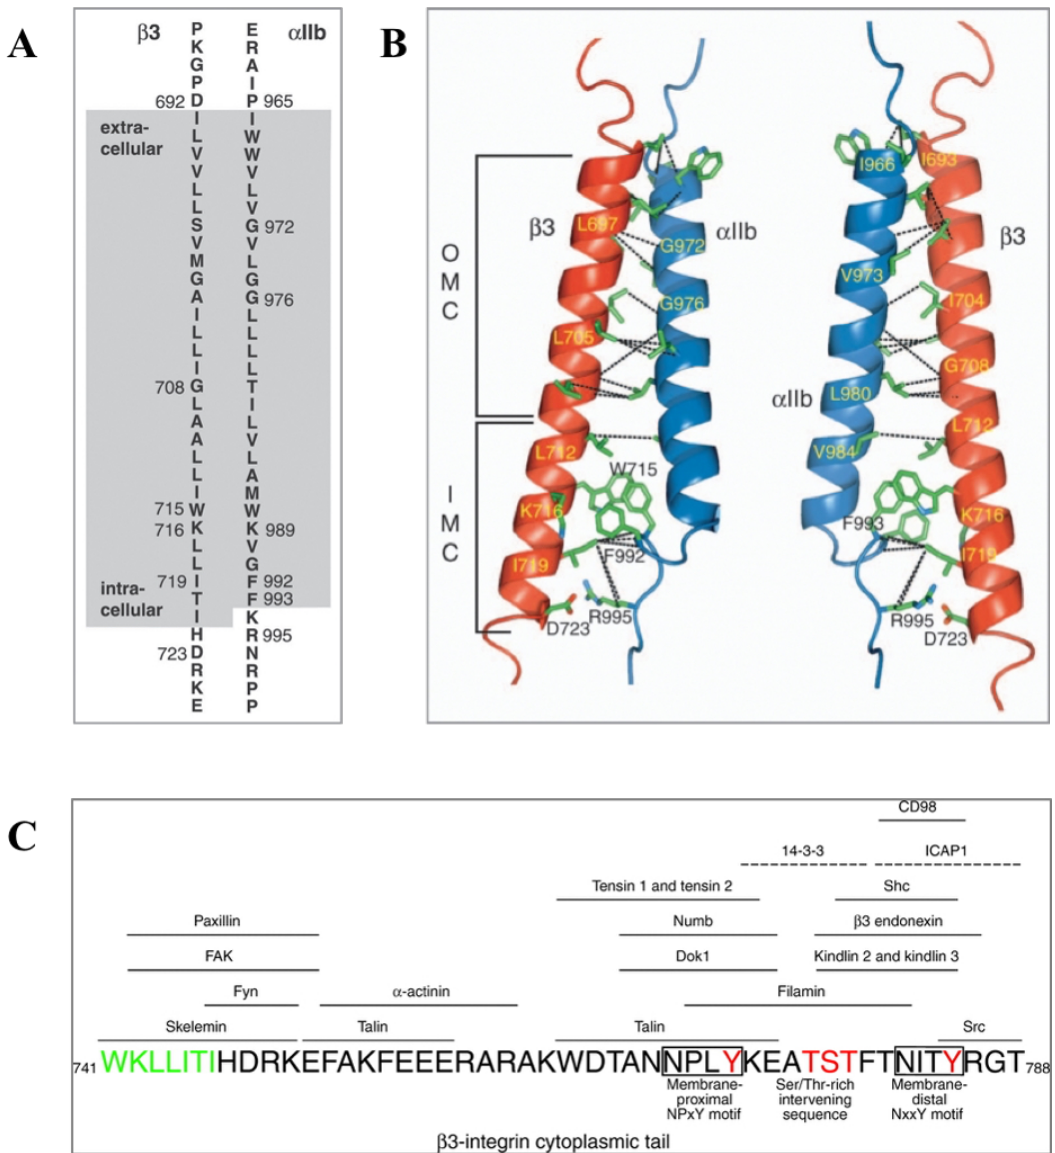 A
β3
αIIb
P E
K R
G A
P I
692 D P 965
I I
extra-
cellular
L W
V W
V V
L L
L V
S G 972
V V
M L
G G
A G 976
I L
L L
L L
I T
708 G I
L L
A V
A L
L A
L M
I W
715 W
716 K K 989
L V
L G
719 I F 992
T F 993
intra-
cellular
I K
H R 995
723 D N
R R
K P
E P
B
OMC
IMC
β3
αIIb
L697
G972
G976
L705
L712
W715
K716
F992
I719
R995
D723
I966
I693
β3
V973
I704
G708
αIIb
L980
L712
V984
F993
K716
I719
R995
D723
C
CD98
14-3-3
ICAP1
Tensin 1 and tensin 2
Shc
Paxillin
Numb
β3 endonexin
FAK
Dok1
Kindlin 2 and kindlin 3
Fyn
α-actinin
Filamin
Skelemin
Talin
Talin
Src
741 WKLLITIHDRKEFAKFEEERARAKWDTANNPLYKEATSTFTNITYRGT 788
Membrane-
proximal
NPxY motif
Ser/Thr-rich
intervening
sequence
Membrane-
distal
NxxY motif
β3-integrin cytoplasmic tail